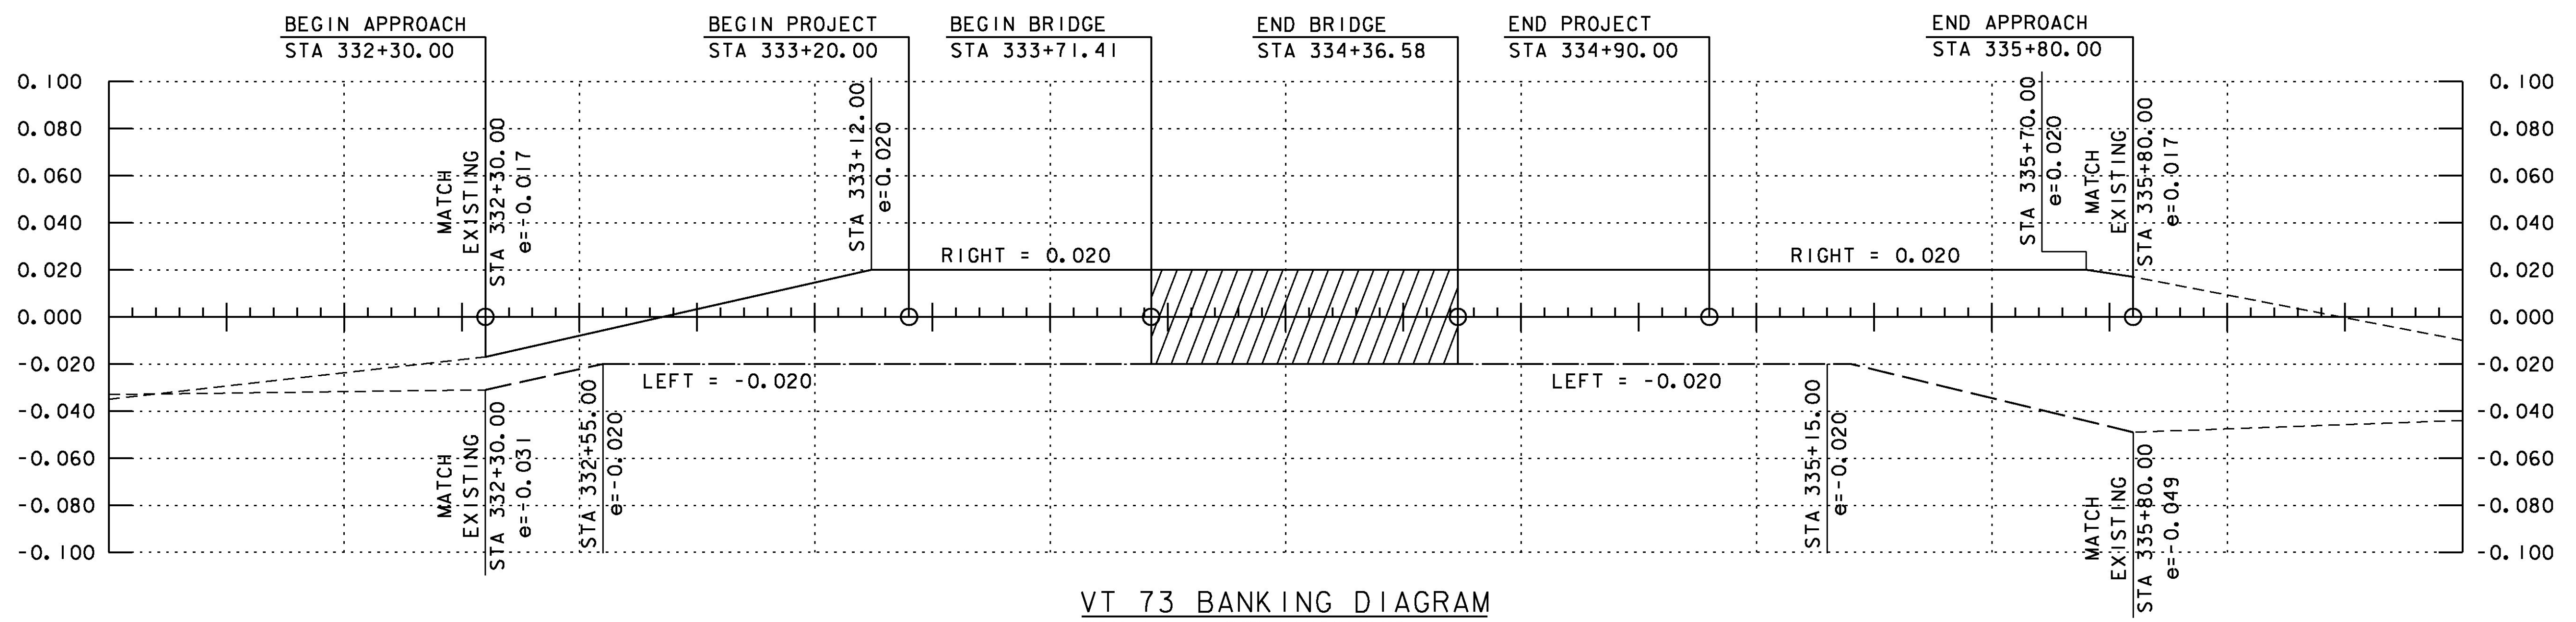 BEGIN APPROACH
STA 332+30.00
BEGIN PROJECT
STA 333+20.00
BEGIN BRIDGE
STA 333+71.41
END BRIDGE
STA 334+36.58
END PROJECT
STA 334+90.00
END APPROACH
STA 335+80.00
0.100
0.080
0.060
0.040
0.020
0.000
-0.020
-0.040
-0.060
-0.080
-0.100
MATCH
EXISTING
STA 332+30.00
e=-0.017
STA 333+12.00
e=0.020
RIGHT = 0.020
RIGHT = 0.020
STA 335+70.00
e=0.020
MATCH
EXISTING
STA 335+80.00
e=0.017
MATCH
EXISTING
STA 332+30.00
e=-0.031
STA 332+55.00
e=-0.020
LEFT = -0.020
LEFT = -0.020
STA 335+15.00
e=-0.020
MATCH
EXISTING
STA 335+80.00
e=-0.049
0.100
0.080
0.060
0.040
0.020
0.000
-0.020
-0.040
-0.060
-0.080
-0.100
VT 73 BANKING DIAGRAM